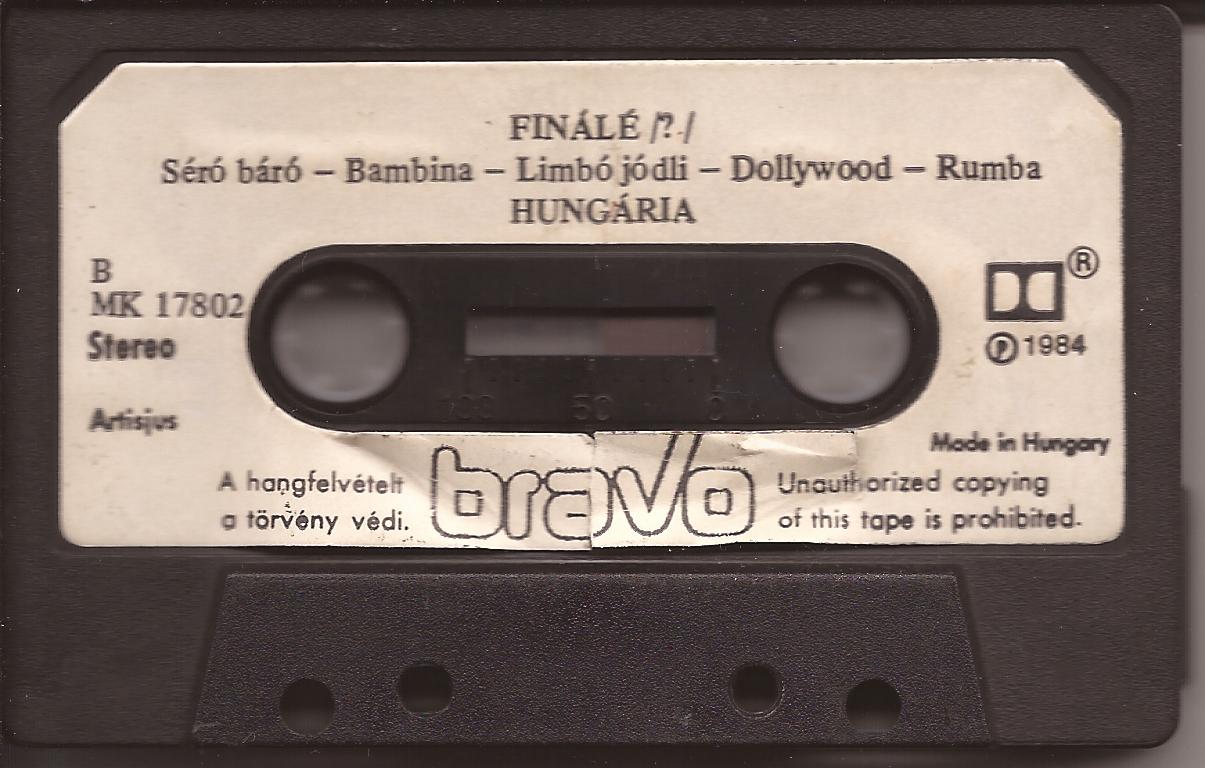 FINÁLÉ /?/
Séró báró – Bambina – Limbó jódli – Dollywood – Rumba
HUNGÁRIA
B
MK 17802
Stereo
Ⓟ 1984
®
Artisjus
Made in Hungary
100 50 0
A hangfelvételt
a törvény védi.
bravo
Unauthorized copying
of this tape is prohibited.